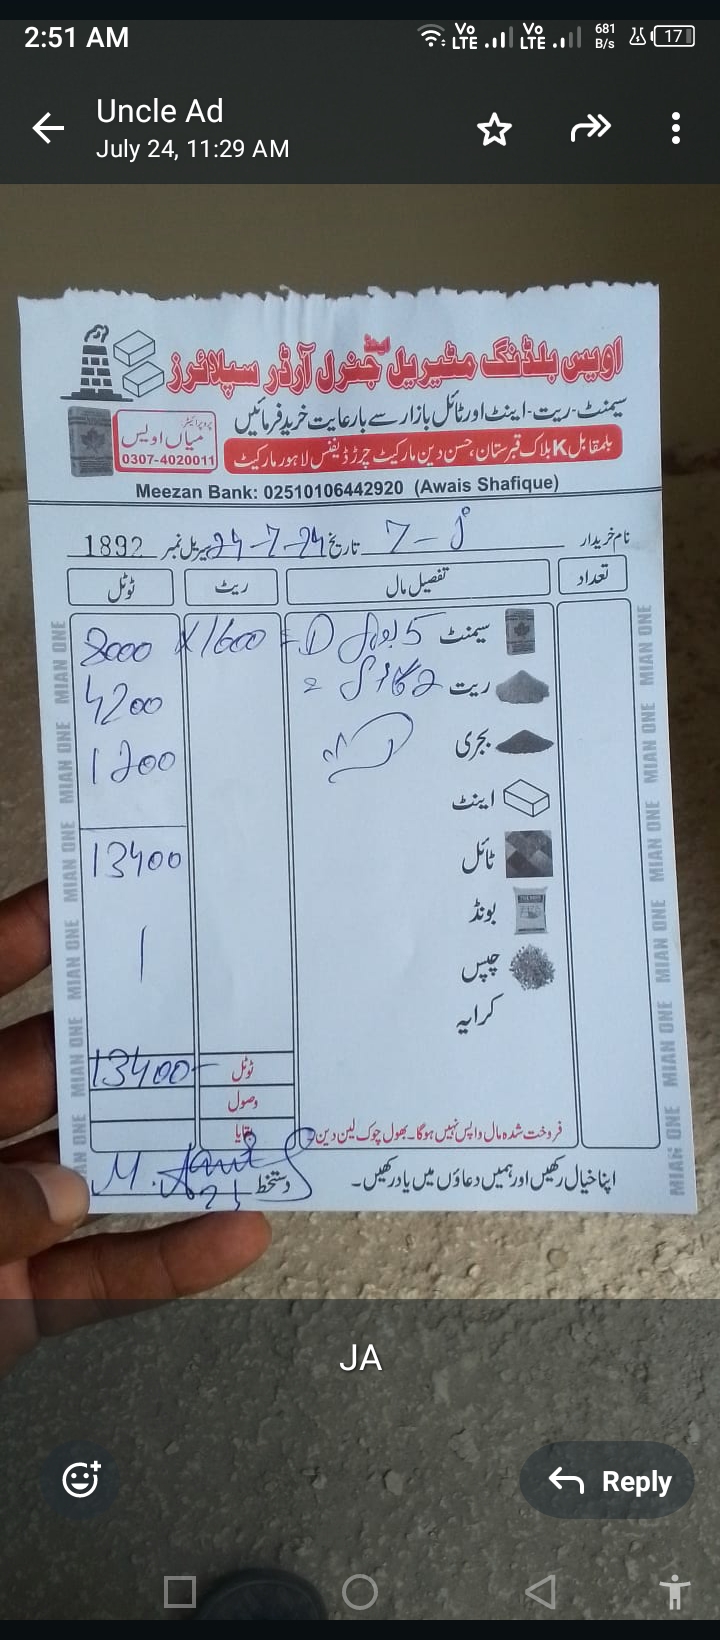 2:51 AM
Vo LTE Vo LTE 681 B/s 17
Uncle Ad
July 24, 11:29 AM
اویس بلڈنگ مٹیریل اینڈ جنرل آرڈر سپلائرز
سیمنٹ-ریت-اینٹ اور ٹائل بازار سے بارعایت خرید فرمائیں
پروپرائیٹر
میاں اویس
0307-4020011
بلمقابل K بلاک قبرستان، حسن دین مارکیٹ چرڑ ڈیفنس لاہور مارکیٹ
Meezan Bank: 02510106442920 (Awais Shafique)
نام خریدار تاریخ 24-7-24 سیریل نمبر 1892
تعداد تفصیل مال ریٹ ٹوٹل
سیمنٹ 5 بوری 1600 8000
ریت 4200
بجری 1200
اینٹ
ٹائل 13400
بونڈ
چپس
کرایہ
ٹوٹل 13400
وصول
بقایا
فروخت شدہ مال واپس نہیں ہوگا۔ بھول چوک لین دین
دستخط
اپنا خیال رکھیں اور ہمیں دعاؤں میں یاد رکھیں۔
MIAN ONE MIAN ONE MIAN ONE MIAN ONE MIAN ONE MIAN ONE
MIAN ONE MIAN ONE MIAN ONE MIAN ONE MIAN ONE MIAN ONE
JA
Reply